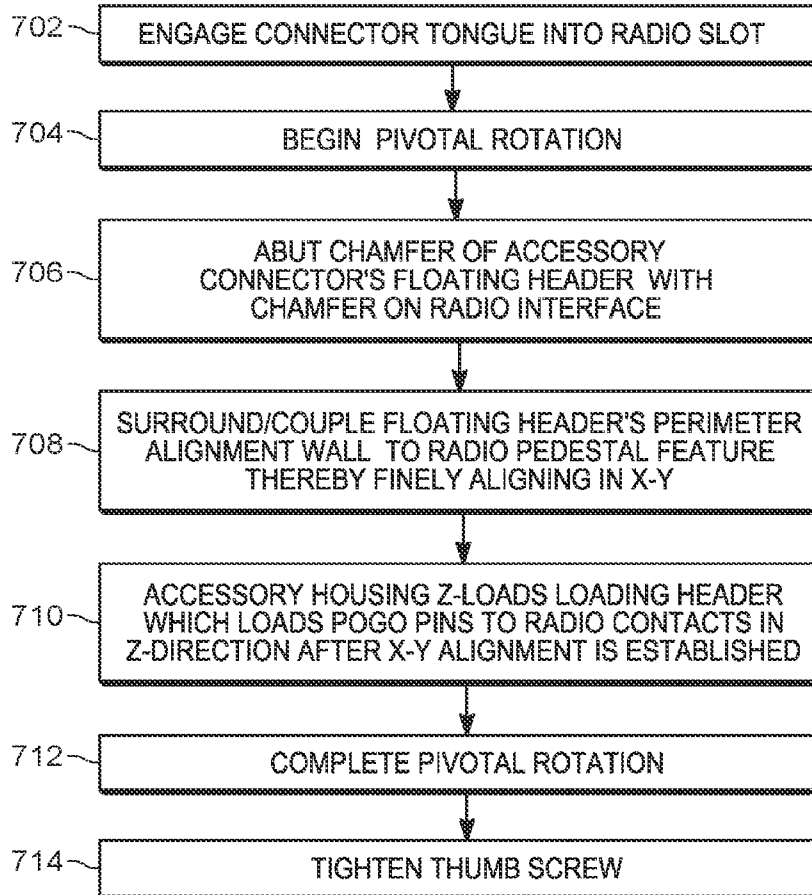 702
ENGAGE CONNECTOR TONGUE INTO RADIO SLOT
704
BEGIN PIVOTAL ROTATION
706
ABUT CHAMFER OF ACCESSORY
CONNECTOR'S FLOATING HEADER WITH
CHAMFER ON RADIO INTERFACE
708
SURROUND/COUPLE FLOATING HEADER'S PERIMETER
ALIGNMENT WALL TO RADIO PEDESTAL FEATURE
THEREBY FINELY ALIGNING IN X-Y
710
ACCESSORY HOUSING Z-LOADS LOADING HEADER
WHICH LOADS POGO PINS TO RADIO CONTACTS IN
Z-DIRECTION AFTER X-Y ALIGNMENT IS ESTABLISHED
712
COMPLETE PIVOTAL ROTATION
714
TIGHTEN THUMB SCREW